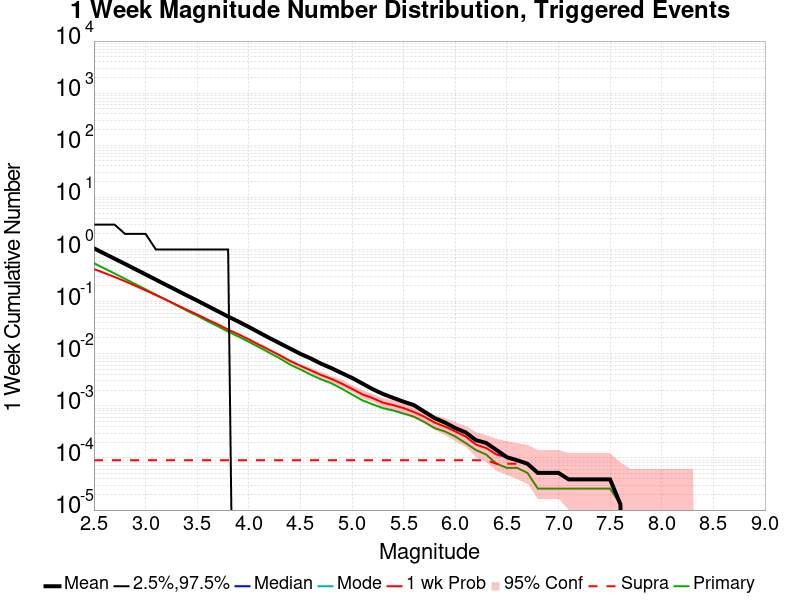 1 Week Magnitude Number Distribution, Triggered Events
10^4
10^3
10^2
10^1
10^0
10^-1
10^-2
10^-3
10^-4
10^-5
1 Week Cumulative Number
2.5 3.0 3.5 4.0 4.5 5.0 5.5 6.0 6.5 7.0 7.5 8.0 8.5 9.0
Magnitude
Mean 2.5%,97.5% Median Mode 1 wk Prob 95% Conf Supra Primary